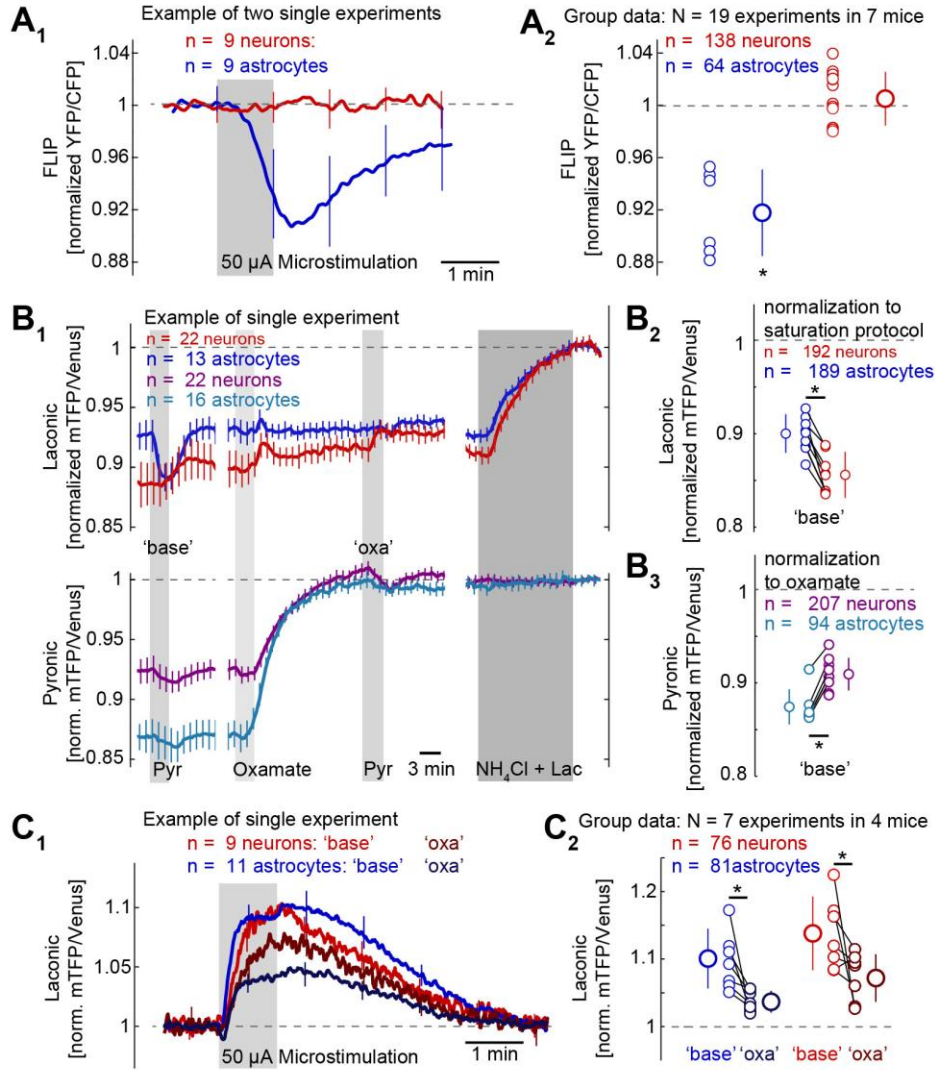 A1
Example of two single experiments
n = 9 neurons:
n = 9 astrocytes
FLIP
[normalized YFP/CFP]
1.04
1
0.96
0.92
0.88
50 µA Microstimulation
1 min
A2
Group data: N = 19 experiments in 7 mice
n = 138 neurons
n = 64 astrocytes
FLIP
[normalized YFP/CFP]
1.04
1
0.96
0.92
0.88
*
B1
Example of single experiment
n = 22 neurons
n = 13 astrocytes
n = 22 neurons
n = 16 astrocytes
Laconic
[normalized mTFP/Venus]
1
0.95
0.9
0.85
'base'
'oxa'
Pyronic
[norm. mTFP/Venus]
1
0.95
0.9
0.85
Pyr
Oxamate
Pyr
3 min
NH4Cl + Lac
B2
normalization to
saturation protocol
n = 192 neurons
n = 189 astrocytes
*
Laconic
[normalized mTFP/Venus]
1
0.9
0.8
'base'
B3
normalization
to oxamate
n = 207 neurons
n = 94 astrocytes
Pyronic
[normalized mTFP/Venus]
1
0.9
0.8
*
'base'
C1
Example of single experiment
n = 9 neurons: 'base' 'oxa'
n = 11 astrocytes: 'base' 'oxa'
Laconic
[norm. mTFP/Venus]
1.1
1.05
1
50 µA Microstimulation
1 min
C2
Group data: N = 7 experiments in 4 mice
n = 76 neurons
n = 81astrocytes
*
*
Laconic
[norm. mTFP/Venus]
1.2
1.1
1
'base' 'oxa' 'base' 'oxa'